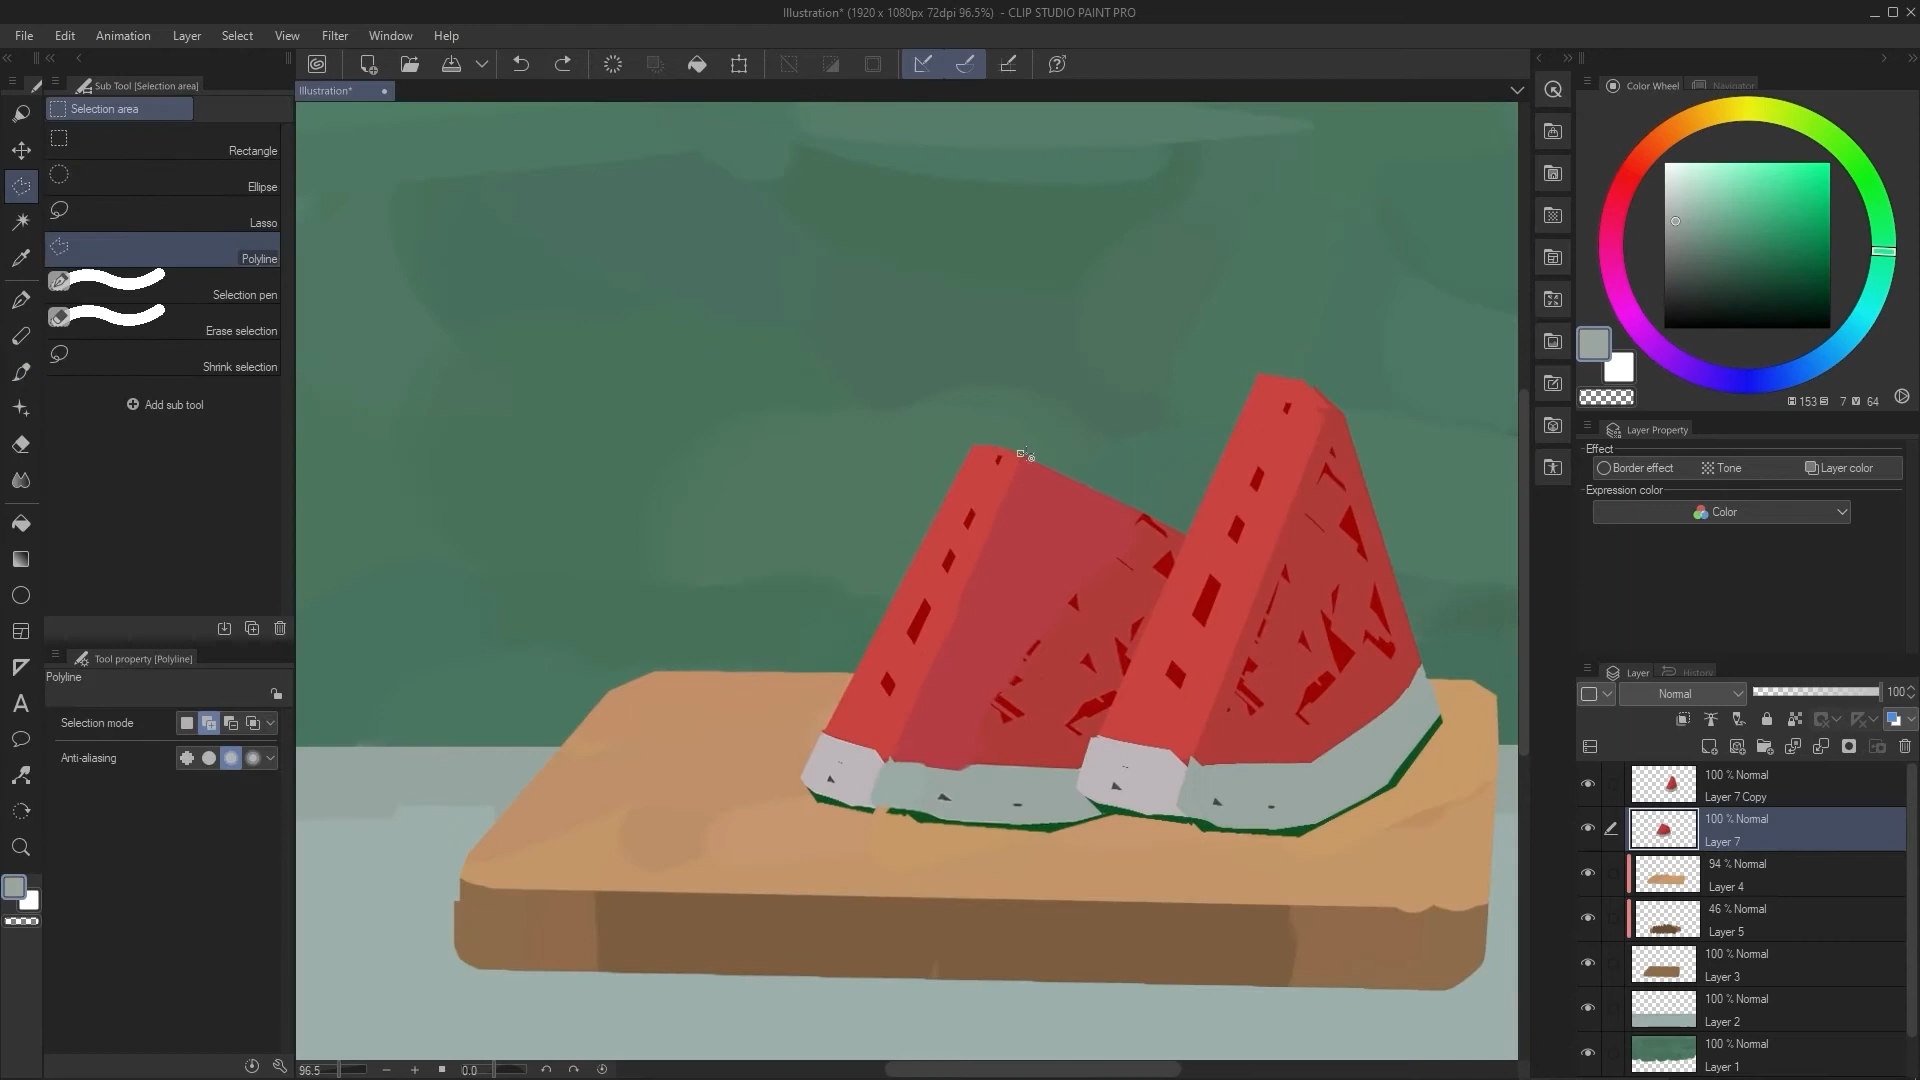 Illustration* (1920 x 1080px 72dpi 96.5%) - CLIP STUDIO PAINT PRO
File Edit Animation Layer Select View Filter Window Help
Sub Tool [Selection area]
Selection area
Rectangle
Ellipse
Lasso
Polyline
Selection pen
Erase selection
Shrink selection
Add sub tool
Tool property [Polyline]
Polyline
Selection mode
Anti-aliasing
Illustration*
96.5
0.0
Color Wheel
Navigator
H 153 S 7 V 64
Layer Property
Effect
Border effect Tone Layer color
Expression color
Color
Layer
History
Normal 100
100 % Normal
Layer 7 Copy
100 % Normal
Layer 7
94 % Normal
Layer 4
46 % Normal
Layer 5
100 % Normal
Layer 3
100 % Normal
Layer 2
100 % Normal
Layer 1